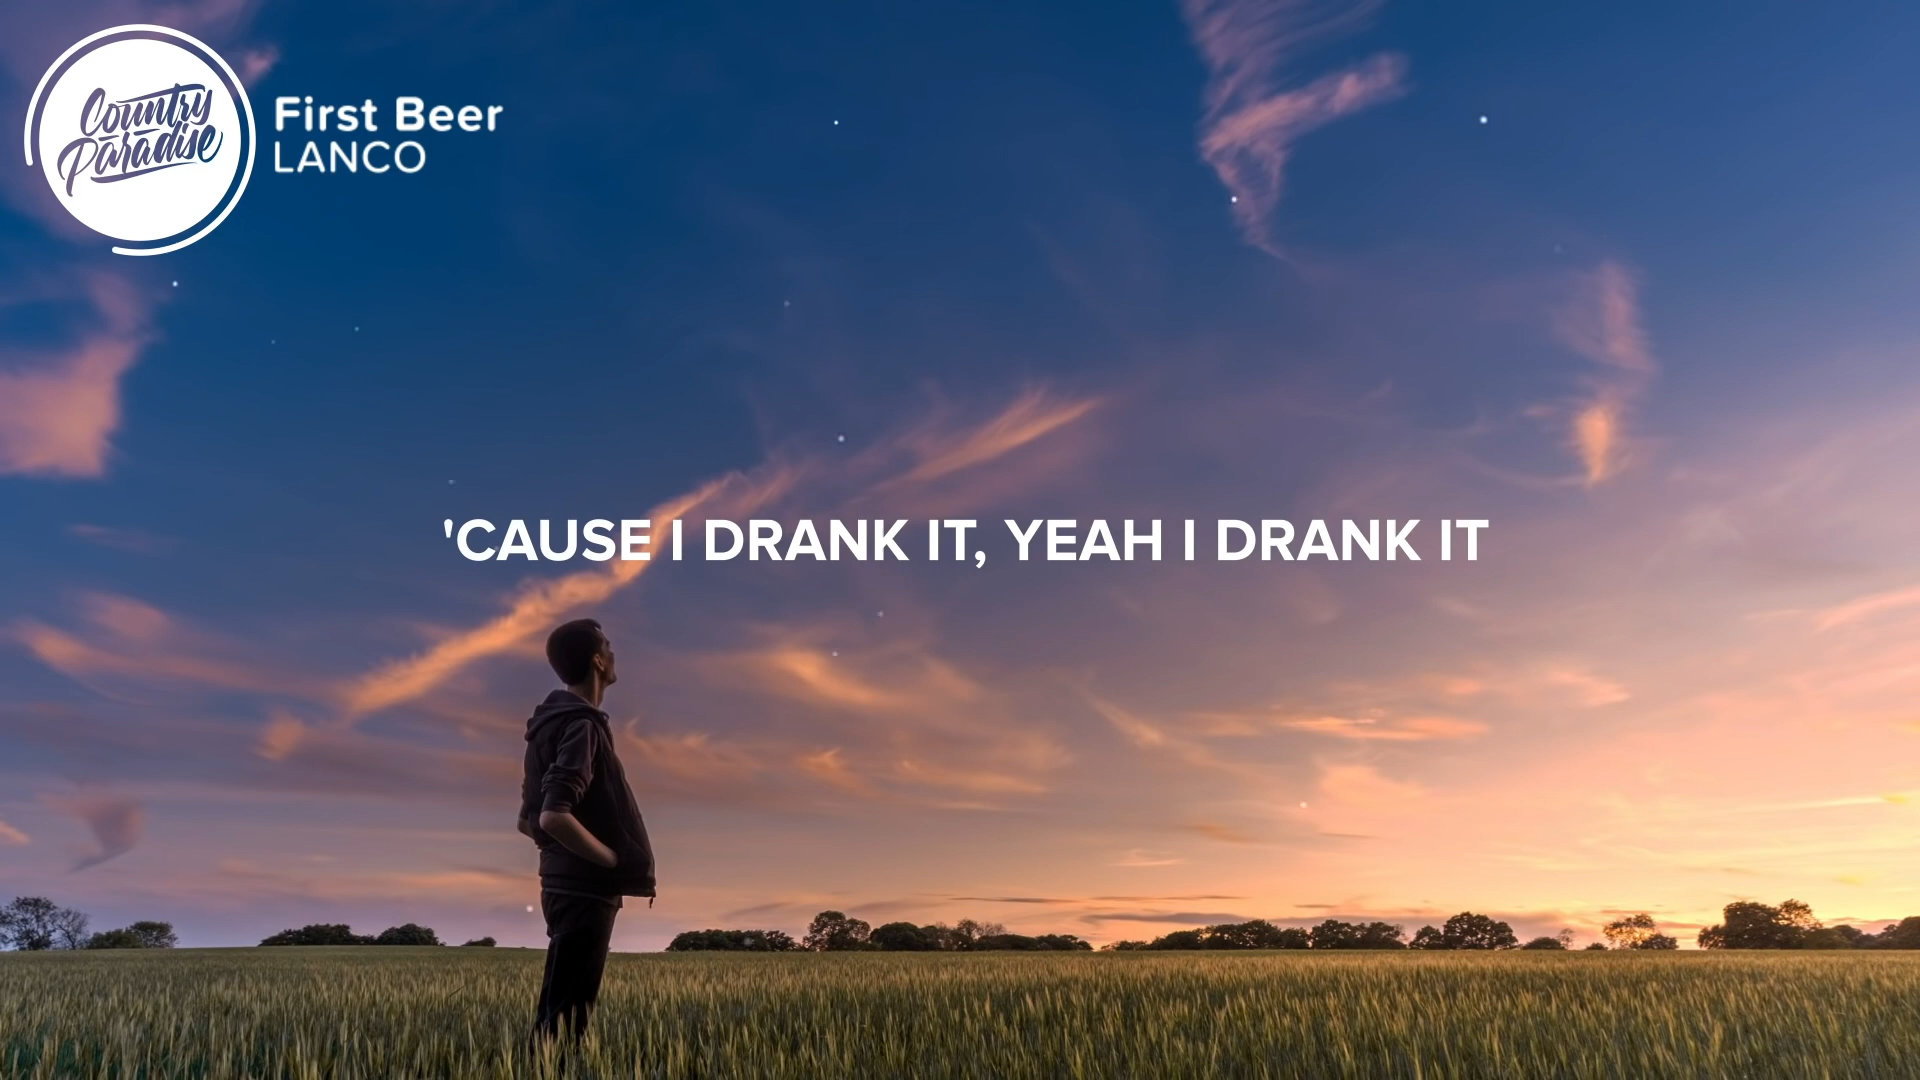 Country
Paradise
First Beer
LANCO
'CAUSE I DRANK IT, YEAH I DRANK IT